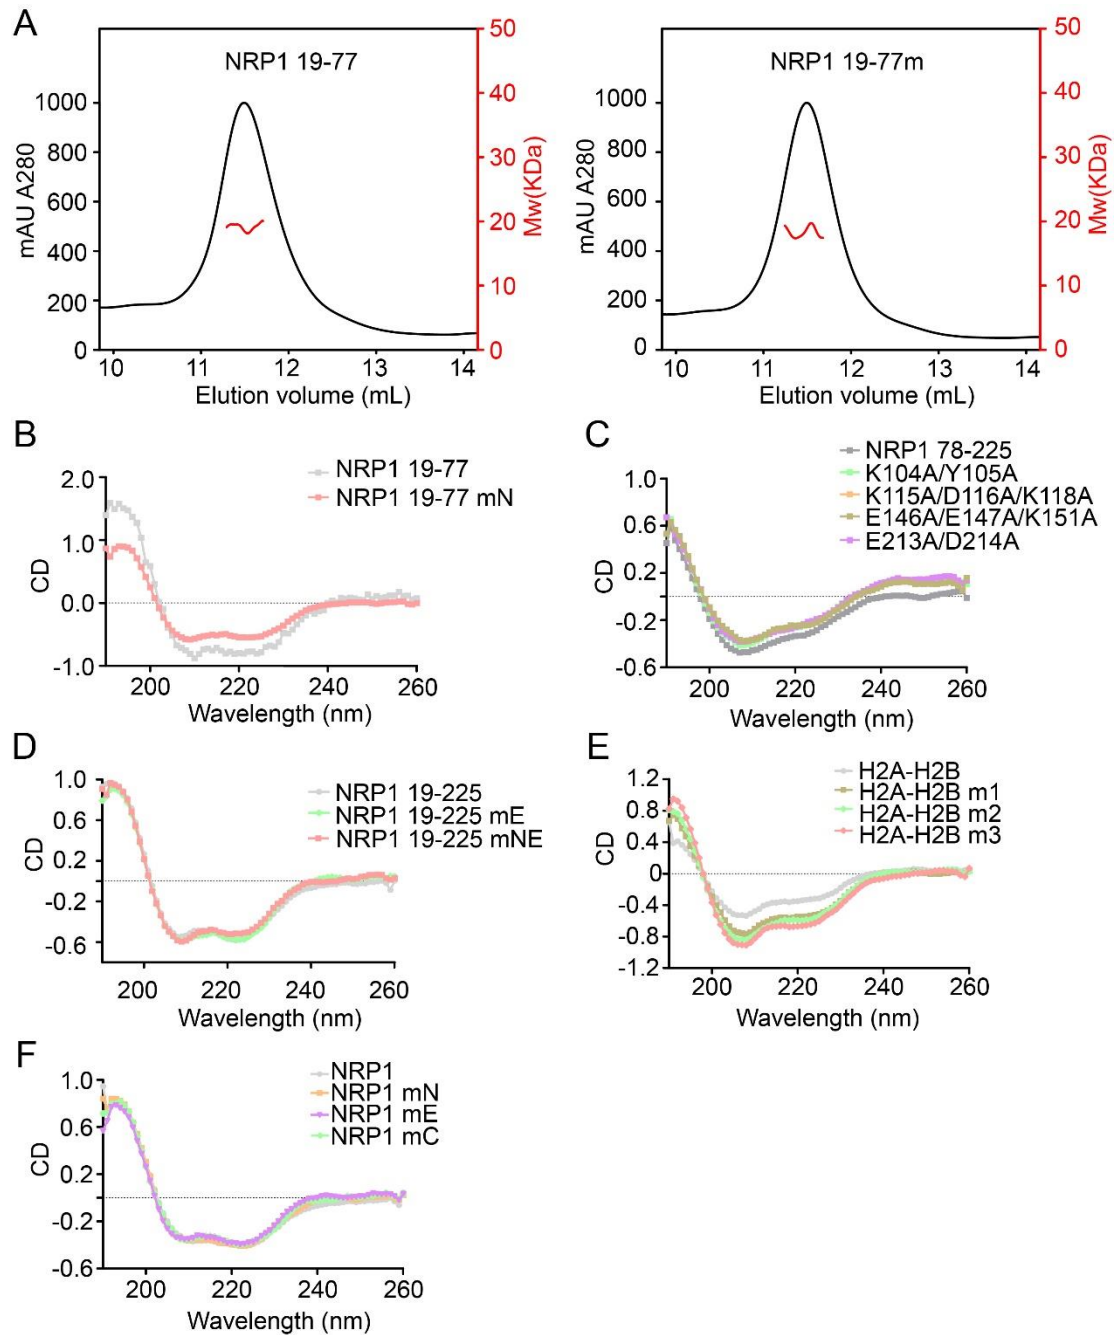 A
NRP1 19-77
mAU A280
1000
800
600
400
200
0
50
40
30
20
10
0
Mw(KDa)
10 11 12 13 14
Elution volume (mL)
NRP1 19-77m
mAU A280
1000
800
600
400
200
0
50
40
30
20
10
0
Mw(KDa)
10 11 12 13 14
Elution volume (mL)
B
NRP1 19-77
NRP1 19-77 mN
CD
2.0
1.0
0.0
-1.0
200 220 240 260
Wavelength (nm)
C
NRP1 78-225
K104A/Y105A
K115A/D116A/K118A
E146A/E147A/K151A
E213A/D214A
CD
1.0
0.6
0.2
-0.2
-0.6
200 220 240 260
Wavelength (nm)
D
NRP1 19-225
NRP1 19-225 mE
NRP1 19-225 mNE
CD
1.0
0.6
0.2
-0.2
-0.6
200 220 240 260
Wavelength (nm)
E
H2A-H2B
H2A-H2B m1
H2A-H2B m2
H2A-H2B m3
CD
1.2
0.8
0.4
0
-0.4
-0.8
-1.2
200 220 240 260
Wavelength (nm)
F
NRP1
NRP1 mN
NRP1 mE
NRP1 mC
CD
1.0
0.6
0.2
-0.2
-0.6
200 220 240 260
Wavelength (nm)